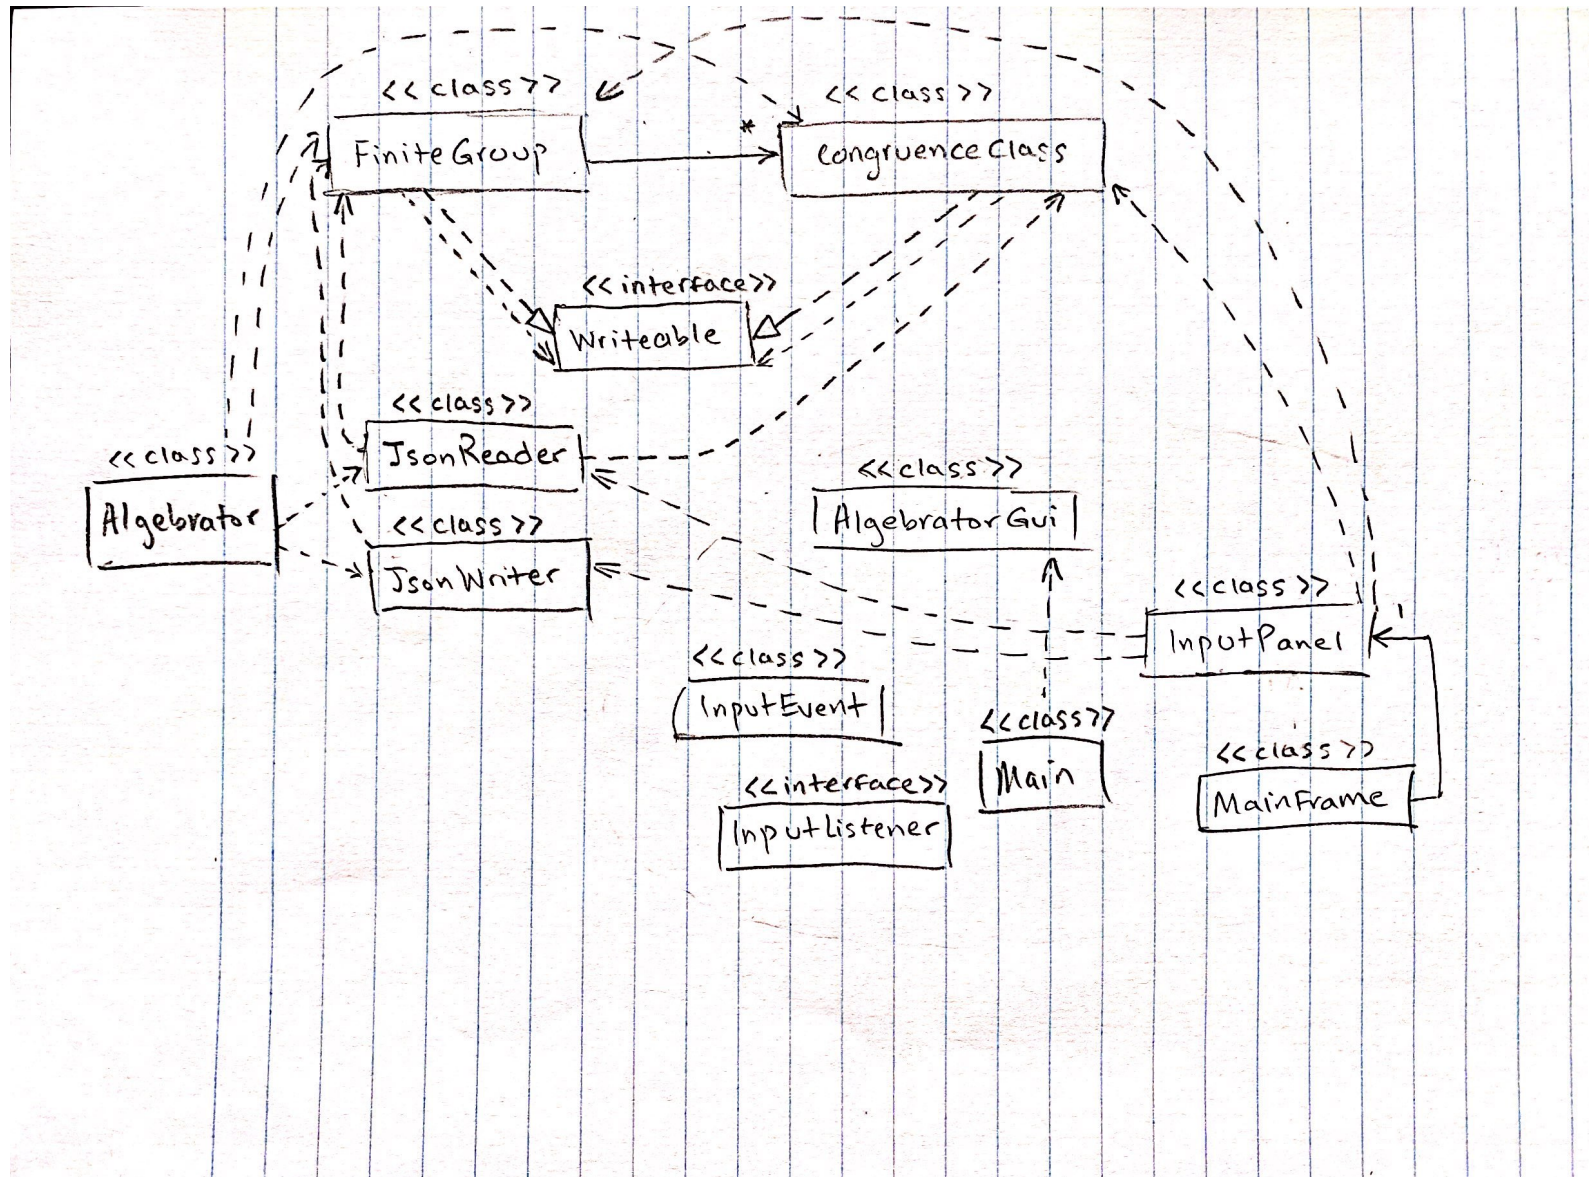 <<class>>
FiniteGroup
*
<<class>>
CongruenceClass
<<interface>>
Writeable
<<class>>
JsonReader
<<class>>
Algebrator
<<class>>
JsonWriter
<<class>>
AlgebratorGui
<<class>>
InputPanel
<<class>>
InputEvent
<<class>>
Main
<<class>>
MainFrame
<<interface>>
InputListener